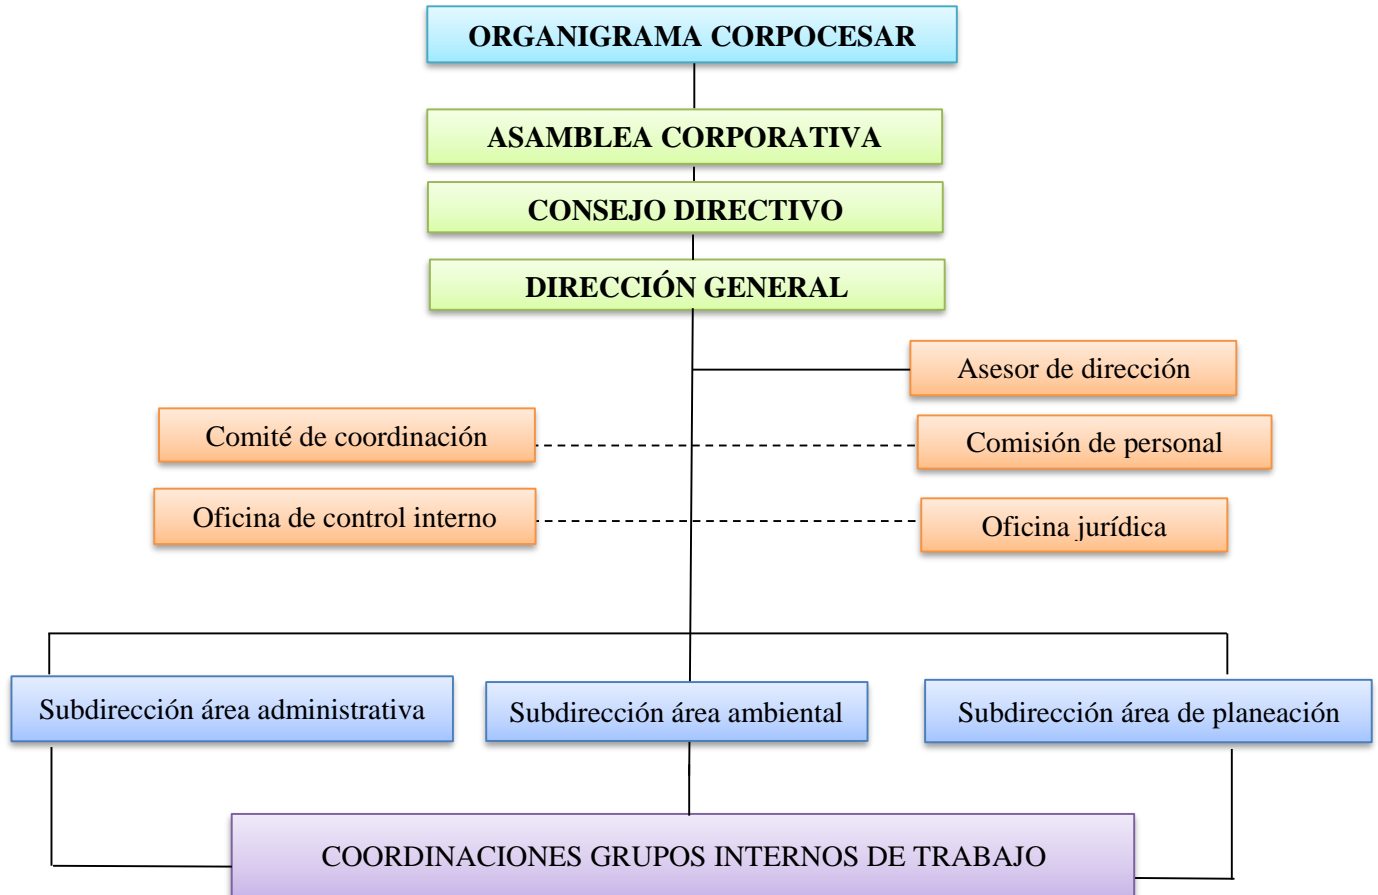 ORGANIGRAMA CORPOCESAR
ASAMBLEA CORPORATIVA
CONSEJO DIRECTIVO
DIRECCIÓN GENERAL
Asesor de dirección
Comité de coordinación
Comisión de personal
Oficina de control interno
Oficina jurídica
Subdirección área administrativa
Subdirección área ambiental
Subdirección área de planeación
COORDINACIONES GRUPOS INTERNOS DE TRABAJO